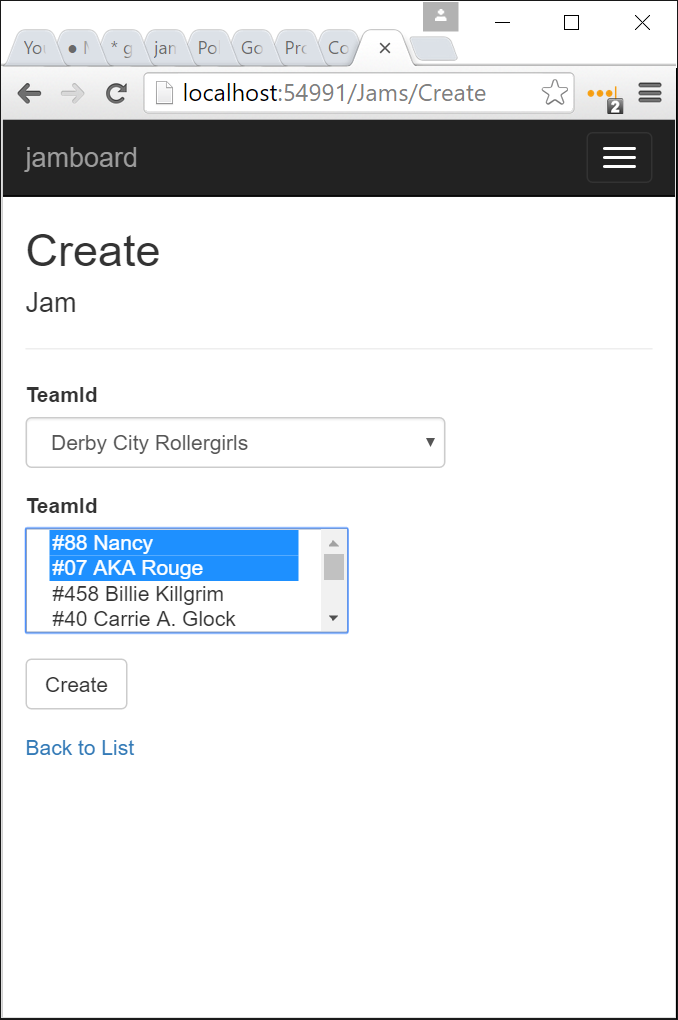 You
● M
* g
jan
Pol
Go
Pro
Co
localhost:54991/Jams/Create
2
jamboard
Create
Jam
TeamId
Derby City Rollergirls
TeamId
#88 Nancy
#07 AKA Rouge
#458 Billie Killgrim
#40 Carrie A. Glock
Create
Back to List